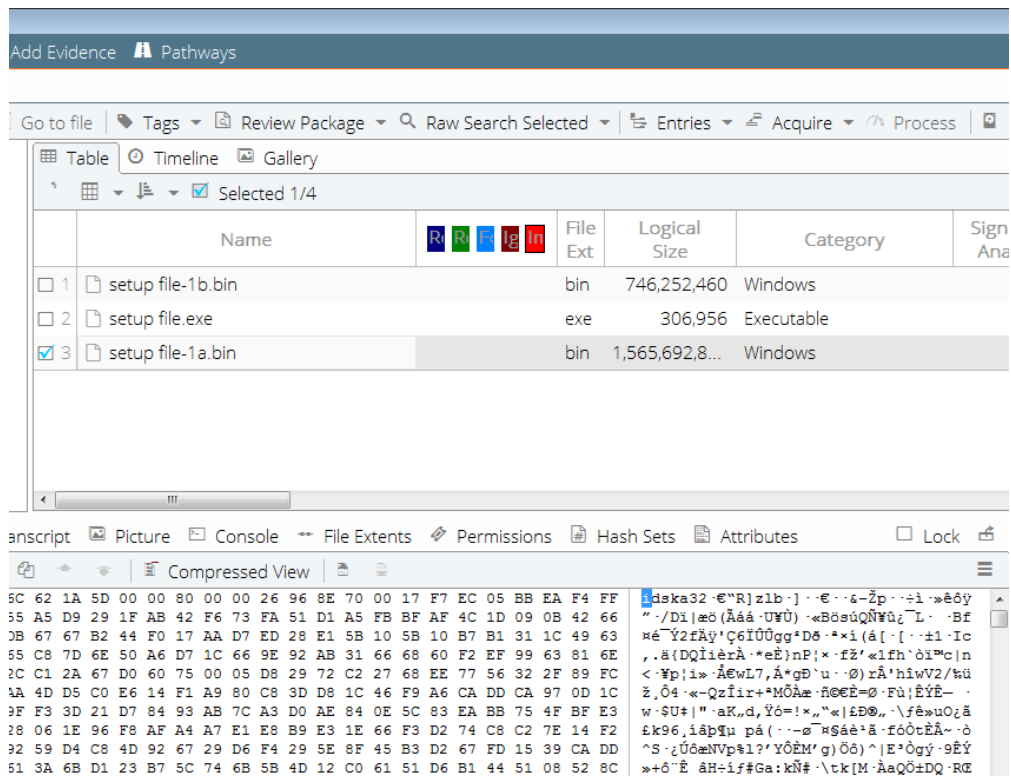 Add Evidence Pathways
Go to file Tags Review Package Raw Search Selected Entries Acquire Process
Table Timeline Gallery
Selected 1/4
Name Re Re Fo Ig In File Ext Logical Size Category
1 setup file-1b.bin bin 746,252,460 Windows
2 setup file.exe exe 306,956 Executable
3 setup file-1a.bin bin 1,565,692,8... Windows
Picture Console File Extents Permissions Hash Sets Attributes Lock
Compressed View
6C 62 1A 5D 00 00 80 00 00 26 96 8E 70 00 17 F7 EC 05 BB EA F4 FF idska32
65 A5 D9 29 1F AB 42 F6 73 FA 51 D1 A5 FB BF AF 4C 1D 09 0B 42 66
0B 67 67 B2 44 F0 17 AA D7 ED 28 E1 5B 10 5B 10 B7 B1 31 1C 49 63
65 C8 7D 6E 50 A6 D7 1C 66 9E 92 AB 31 66 68 60 F2 EF 99 63 81 6E
2C C1 2A 67 D0 60 75 00 05 D8 29 72 C2 27 68 EE 77 56 32 2F 89 FC
AA 4D D5 C0 E6 14 F1 A9 80 C8 3D D8 1C 46 F9 A6 CA DD CA 97 0D 1C
9F F3 3D 21 D7 84 93 AB 7C A3 D0 AE 84 0E 5C 83 EA BB 75 4F BF E3
28 06 1E 96 F8 AF A4 A7 E1 E8 B9 E3 1E 66 F3 D2 74 C8 C2 7E 14 F2
92 59 D4 C8 4D 92 67 29 D6 F4 29 5E 8F 45 B3 D2 67 FD 15 39 CA DD
61 3A 6B D1 23 B7 5C 74 6B 5B 4D 12 C0 61 51 D6 B1 44 51 08 52 8C